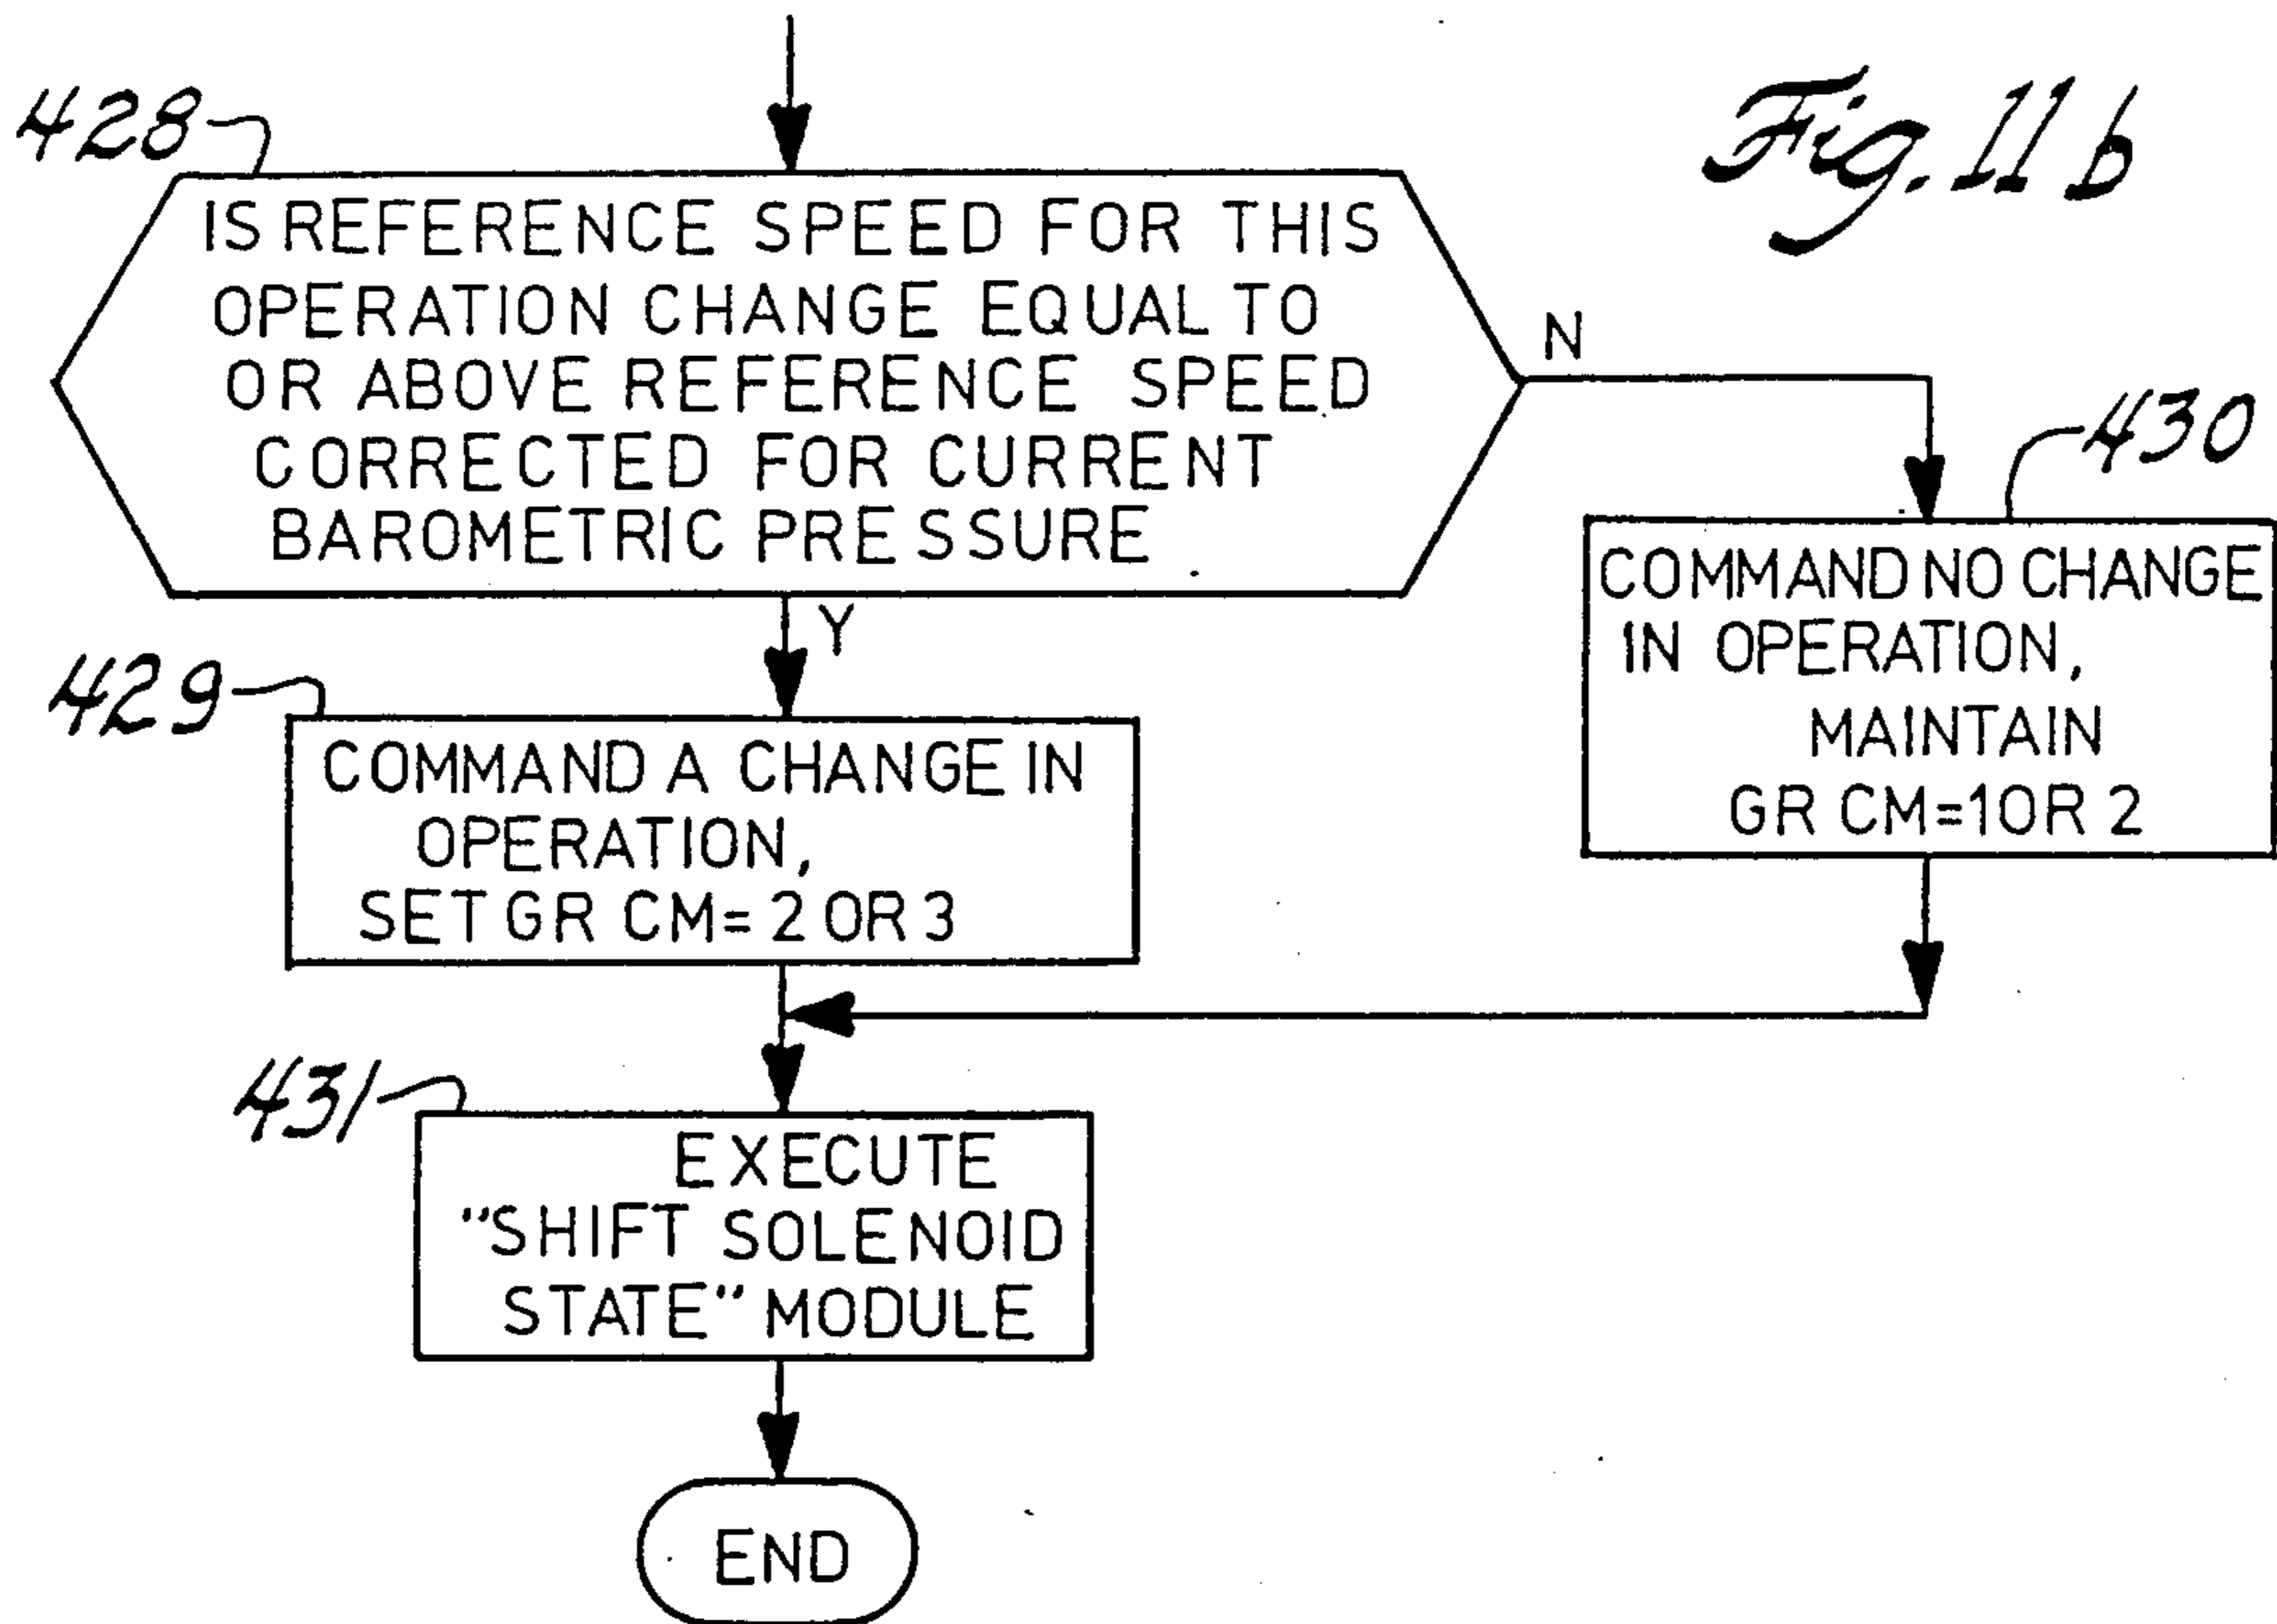 Fig. 11b
428
IS REFERENCE SPEED FOR THIS
OPERATION CHANGE EQUAL TO
OR ABOVE REFERENCE SPEED
CORRECTED FOR CURRENT
BAROMETRIC PRESSURE
N
Y
430
COMMAND NO CHANGE
IN OPERATION,
MAINTAIN
GR CM=1 OR 2
429
COMMAND A CHANGE IN
OPERATION,
SET GR CM= 2 OR 3
431
EXECUTE
"SHIFT SOLENOID
STATE" MODULE
END